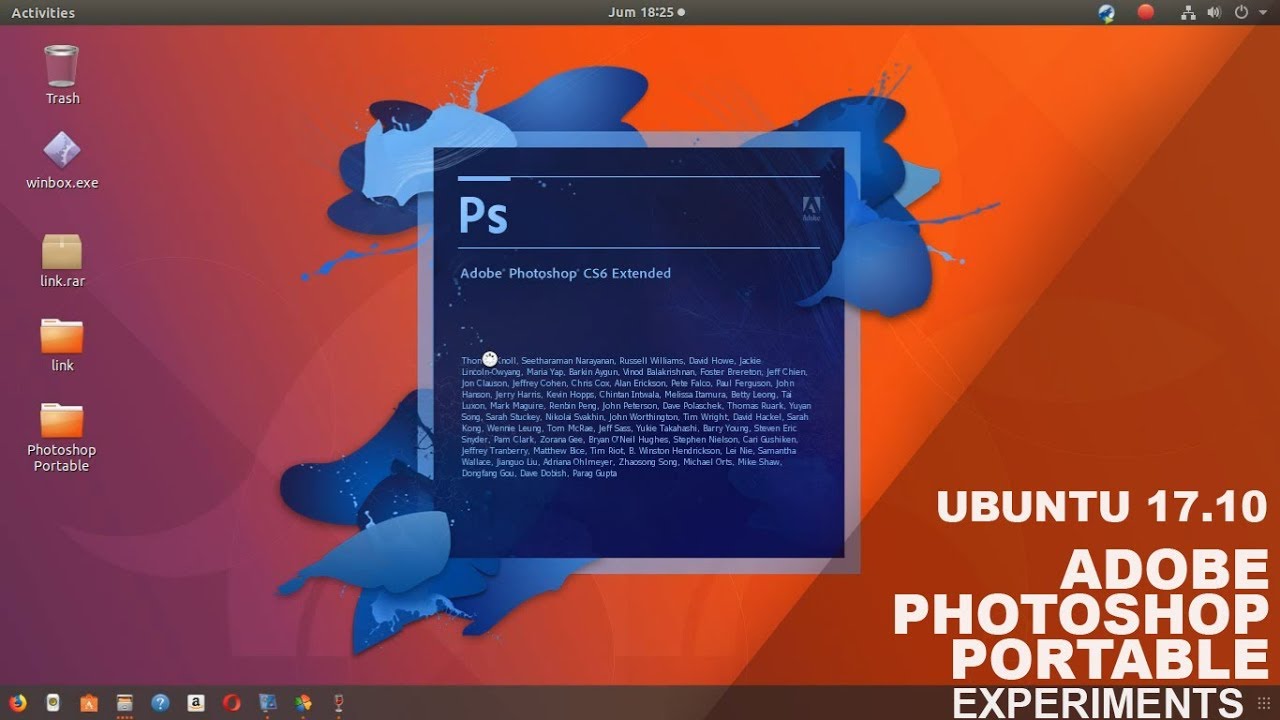 Activities
Jum 18:25
Trash
winbox.exe
link.rar
link
Photoshop
Portable
Ps
Adobe
Adobe® Photoshop® CS6 Extended
Knoll, Seetharaman Narayanan, Russell Williams, David Howe, Jackie
Lincoln-Owyang, Maria Yap, Barkin Aygun, Vinod Balakrishnan, Foster Brereton, Jeff Chien,
Jon Clauson, Jeffrey Cohen, Chris Cox, Alan Erickson, Pete Falco, Paul Ferguson, John
Hanson, Jerry Harris, Kevin Hopps, Chintan Intwala, Melissa Itamura, Betty Leong, Tai
Luxon, Mark Maguire, Renbin Peng, John Peterson, Dave Polaschek, Thomas Ruark, Yuyan
Song, Sarah Stuckey, Nikolai Svakhin, John Worthington, Tim Wright, David Hackel, Sarah
Kong, Wennie Leung, Tom McRae, Jeff Sass, Yukie Takahashi, Barry Young, Steven Eric
Snyder, Pam Clark, Zorana Gee, Bryan O'Neil Hughes, Stephen Nielson, Cari Gushiken,
Jeffrey Tranberry, Matthew Bice, Tim Riot, B. Winston Hendrickson, Lei Nie, Samantha
Wallace, Jianguo Liu, Adriana Ohlmeyer, Zhaosong Song, Michael Orts, Mike Shaw,
Dongfang Gou, Dave Dobish, Parag Gupta
UBUNTU 17.10
ADOBE
PHOTOSHOP
PORTABLE
EXPERIMENTS